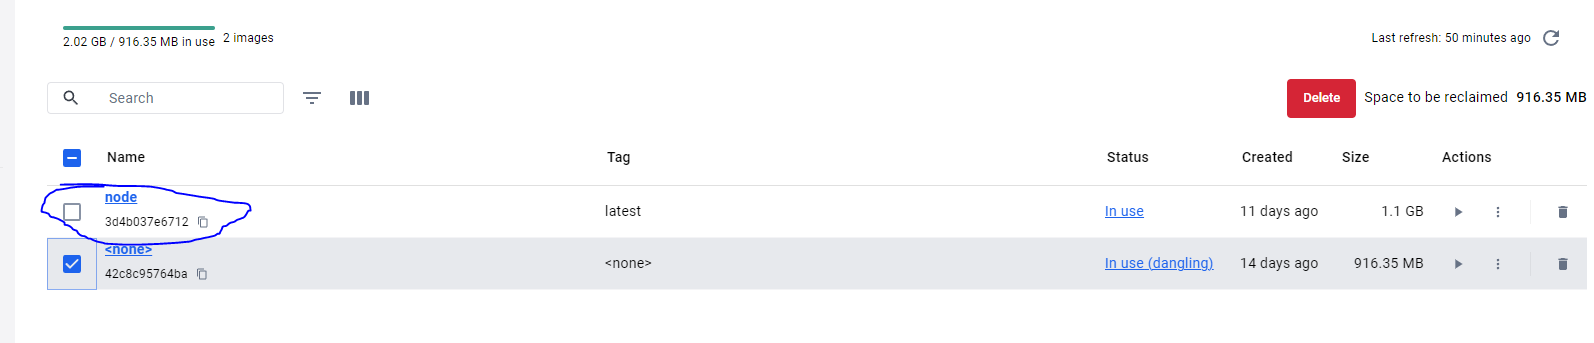 2.02 GB / 916.35 MB in use 2 images Last refresh: 50 minutes ago
Search Delete Space to be reclaimed 916.35 MB
Name Tag Status Created Size Actions
node
3d4b037e6712 latest In use 11 days ago 1.1 GB
<none>
42c8c95764ba <none> In use (dangling) 14 days ago 916.35 MB